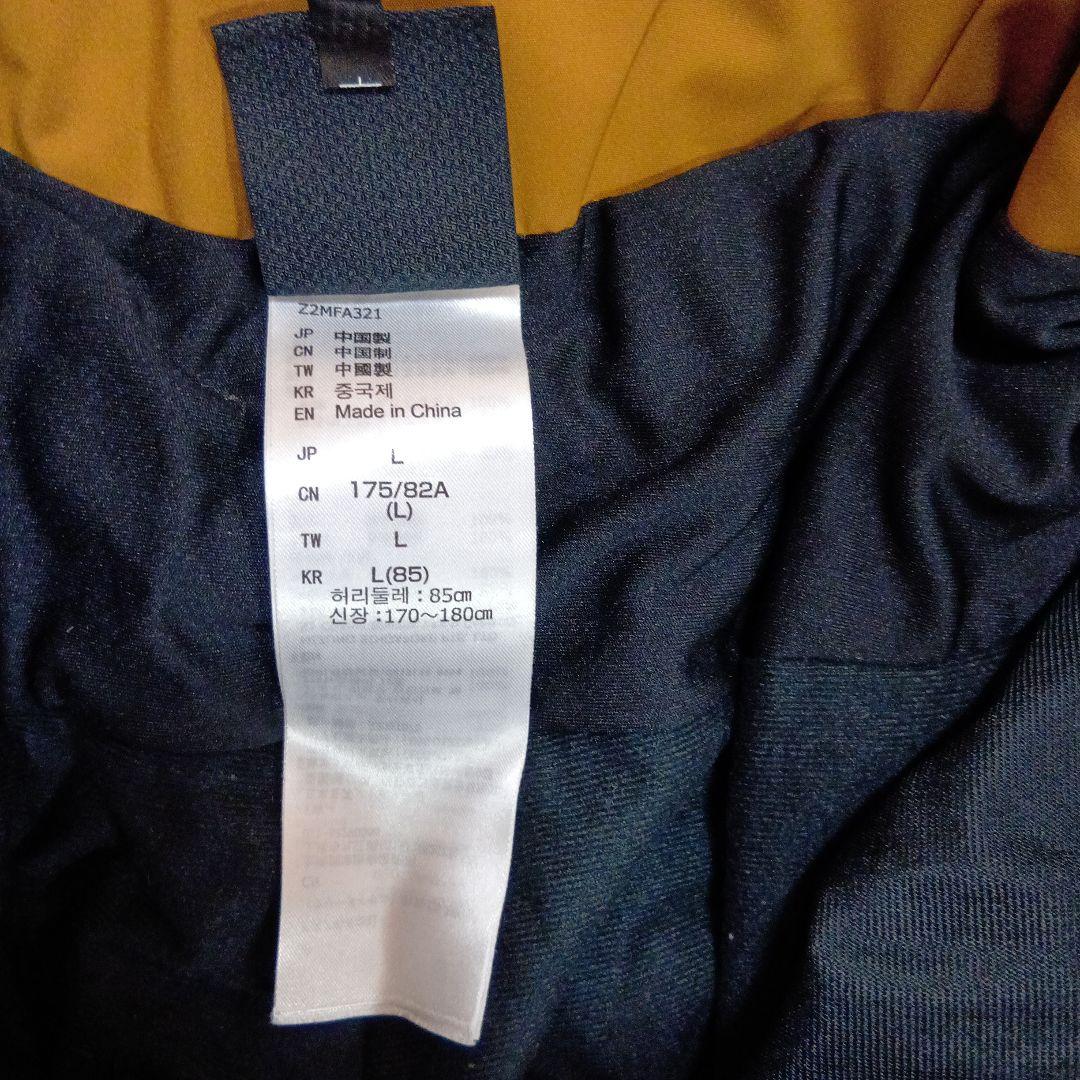 Z2MFA321
JP 中国製
CN 中国制
TW 中國製
KR 중국제
EN Made in China
JP L
CN 175/82A
(L)
TW L
KR L(85)
허리둘레 : 85㎝
신장 : 170～180㎝